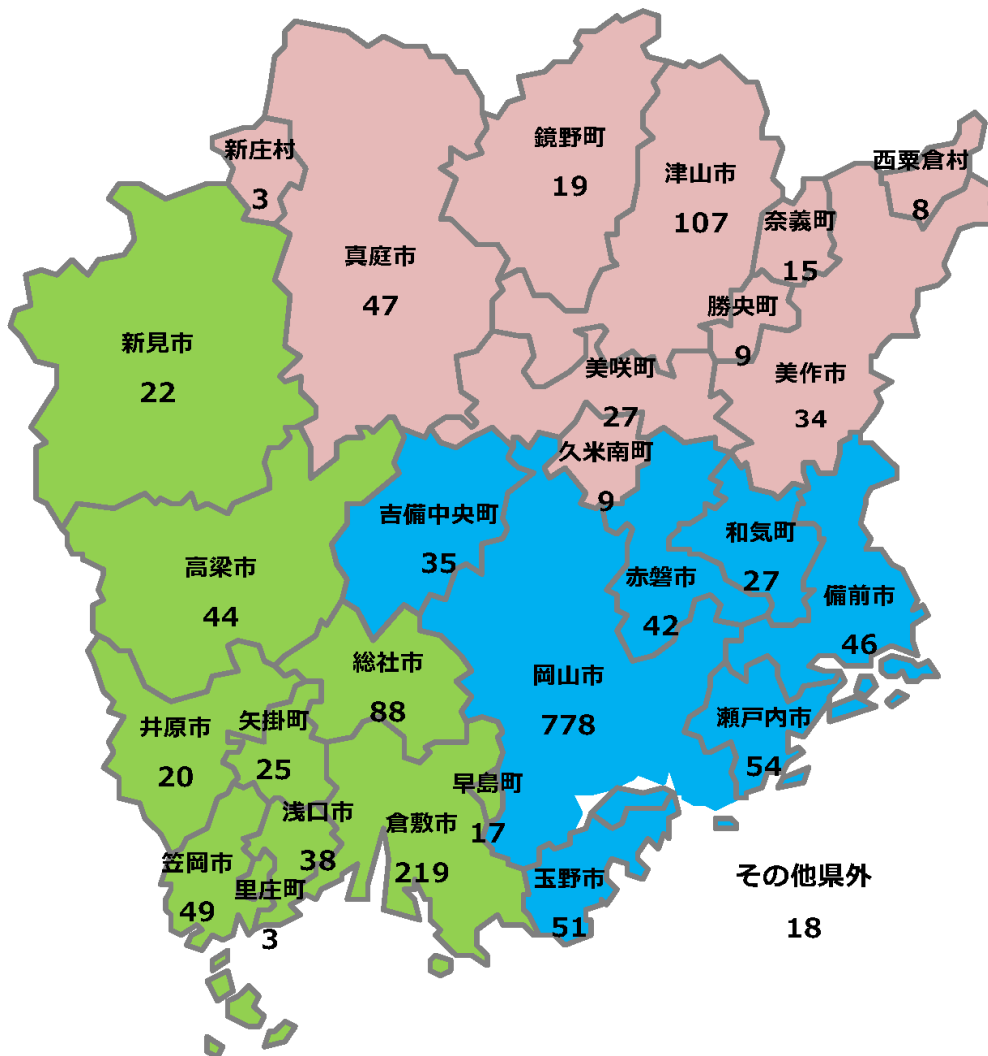 新庄村
3
鏡野町
19
津山市
107
西粟倉村
8
奈義町
15
真庭市
47
勝央町
9
新見市
22
美咲町
27
美作市
34
久米南町
9
吉備中央町
35
和気町
27
高梁市
44
赤磐市
42
備前市
46
総社市
88
岡山市
778
瀬戸内市
54
井原市
20
矢掛町
25
早島町
17
浅口市
38
倉敷市
219
笠岡市
49
里庄町
3
玉野市
51
その他県外
18